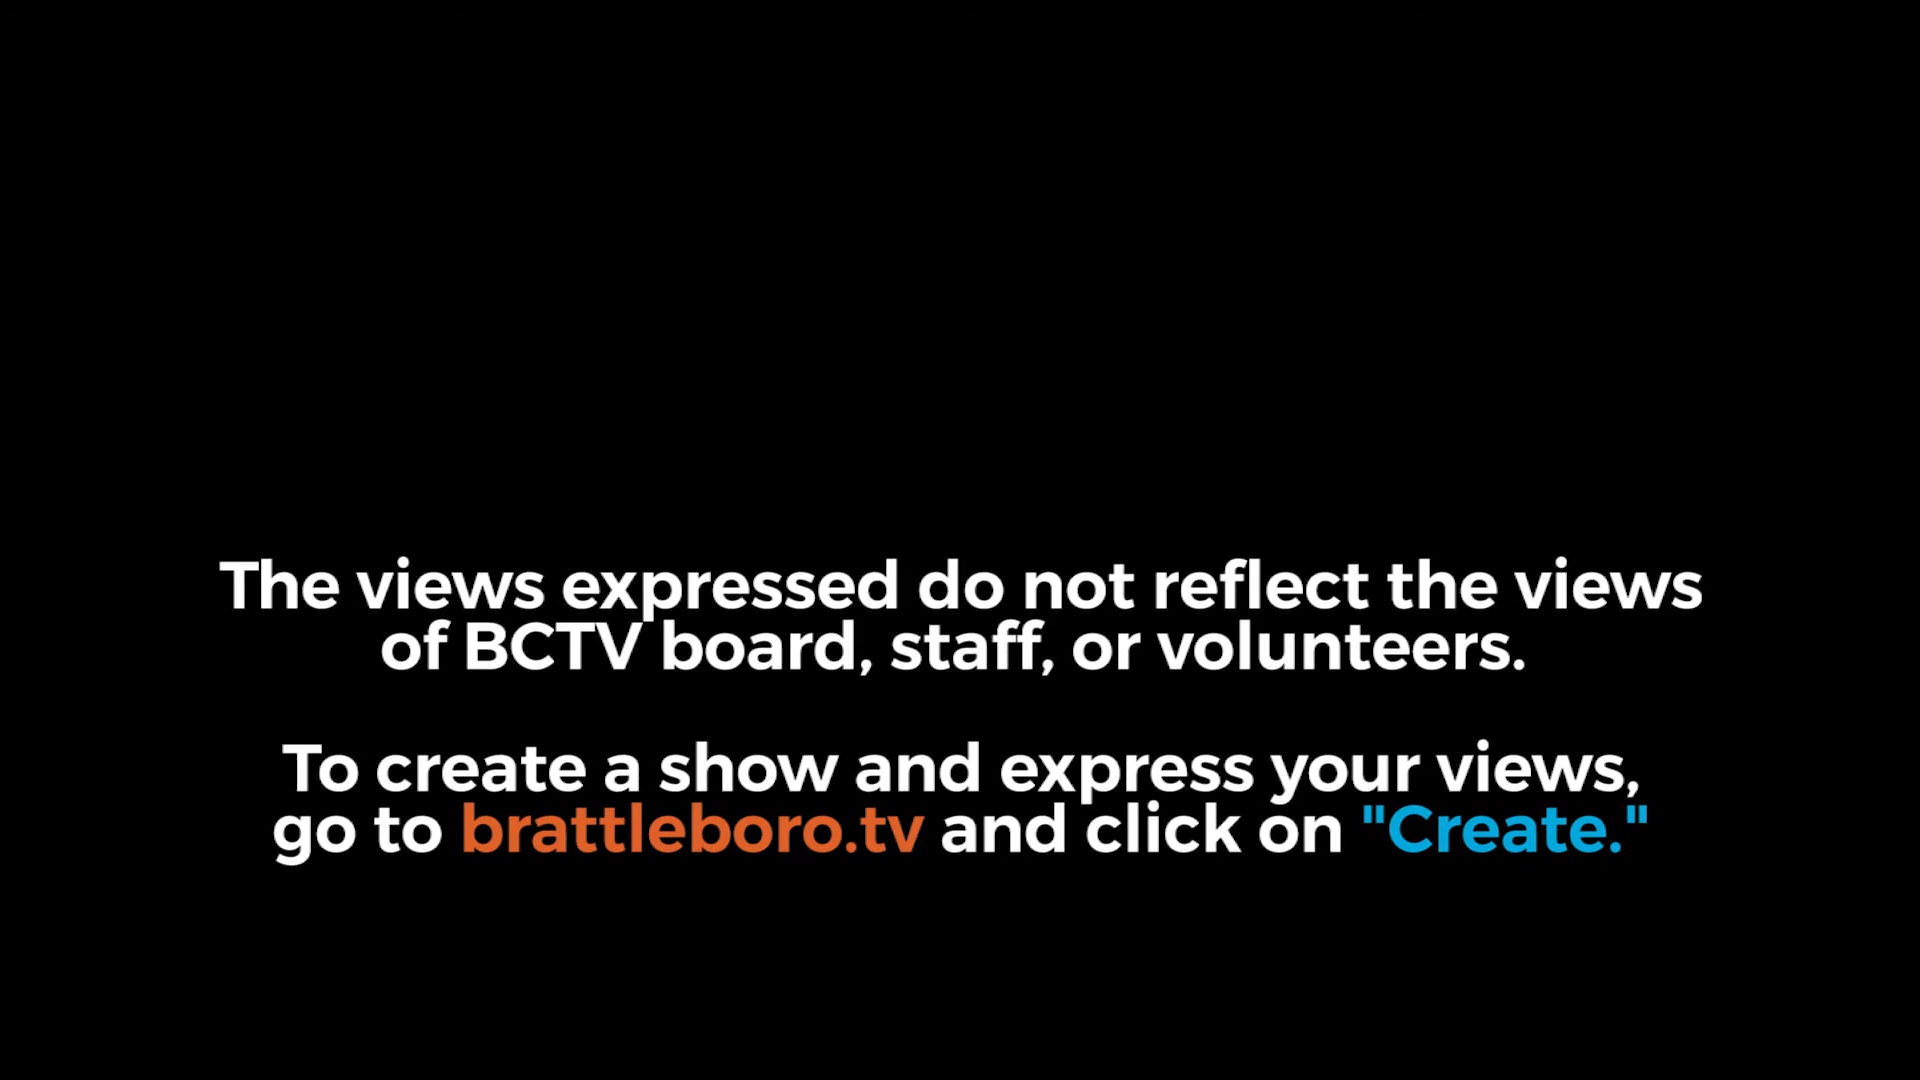 The views expressed do not reflect the views
of BCTV board, staff, or volunteers.
To create a show and express your views,
go to brattleboro.tv and click on "Create."